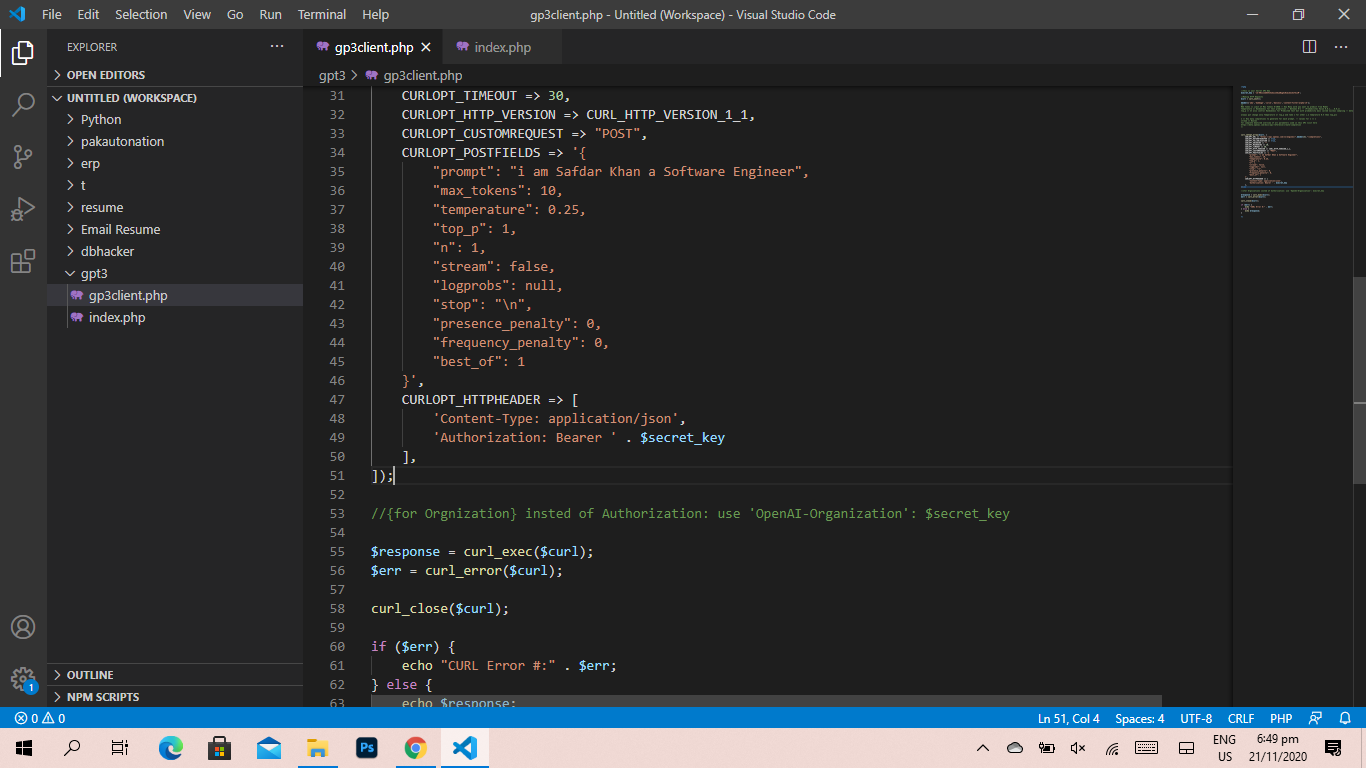 File Edit Selection View Go Run Terminal Help
gp3client.php - Untitled (Workspace) - Visual Studio Code
EXPLORER
OPEN EDITORS
UNTITLED (WORKSPACE)
Python
pakautonation
erp
t
resume
Email Resume
dbhacker
gpt3
gp3client.php
index.php
OUTLINE
NPM SCRIPTS
1
gp3client.php
index.php
gpt3 > gp3client.php
31 CURLOPT_TIMEOUT => 30,
32 CURLOPT_HTTP_VERSION => CURL_HTTP_VERSION_1_1,
33 CURLOPT_CUSTOMREQUEST => "POST",
34 CURLOPT_POSTFIELDS => '{
35 "prompt": "i am Safdar Khan a Software Engineer",
36 "max_tokens": 10,
37 "temperature": 0.25,
38 "top_p": 1,
39 "n": 1,
40 "stream": false,
41 "logprobs": null,
42 "stop": "\n",
43 "presence_penalty": 0,
44 "frequency_penalty": 0,
45 "best_of": 1
46 }',
47 CURLOPT_HTTPHEADER => [
48 'Content-Type: application/json',
49 'Authorization: Bearer ' . $secret_key
50 ],
51 ]);
52
53 //{for Orgnization} insted of Authorization: use 'OpenAI-Organization': $secret_key
54
55 $response = curl_exec($curl);
56 $err = curl_error($curl);
57
58 curl_close($curl);
59
60 if ($err) {
61 echo "CURL Error #:" . $err;
62 } else {
63 echo $response;
0 0
Ln 51, Col 4 Spaces: 4 UTF-8 CRLF PHP
Ps
ENG
US
6:49 pm
21/11/2020